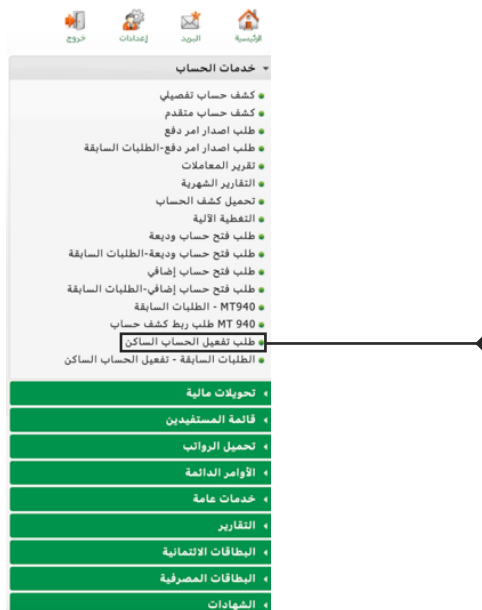 الرئيسية
البريد
إعدادات
خروج
خدمات الحساب
كشف حساب تفصيلي
كشف حساب متقدم
طلب اصدار امر دفع
طلب اصدار امر دفع-الطلبات السابقة
تقرير المعاملات
التقارير الشهرية
تحميل كشف الحساب
التغطية الآلية
طلب فتح حساب وديعة
طلب فتح حساب وديعة-الطلبات السابقة
طلب فتح حساب إضافي
طلب فتح حساب إضافي-الطلبات السابقة
MT940 - الطلبات السابقة
MT 940 طلب ربط كشف حساب
طلب تفعيل الحساب الساكن
الطلبات السابقة - تفعيل الحساب الساكن
تحويلات مالية
قائمة المستفيدين
تحميل الرواتب
الأوامر الدائمة
خدمات عامة
التقارير
البطاقات الائتمانية
البطاقات المصرفية
الشهادات